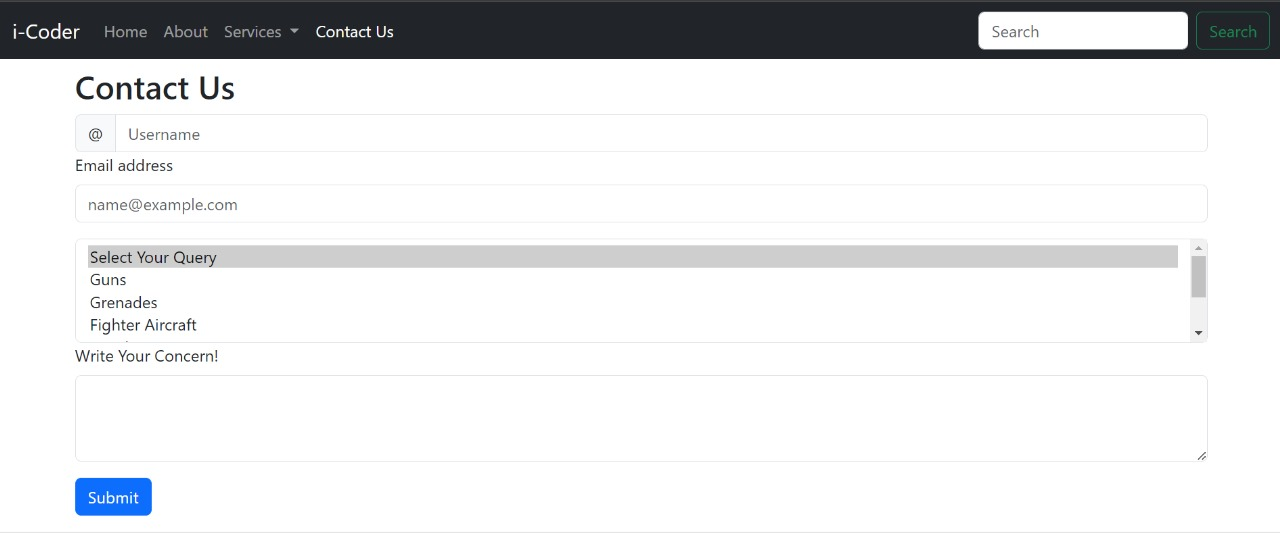 i-Coder Home About Services Contact Us Search Search
Contact Us
@ Username
Email address
name@example.com
Select Your Query
Guns
Grenades
Fighter Aircraft
Write Your Concern!
Submit